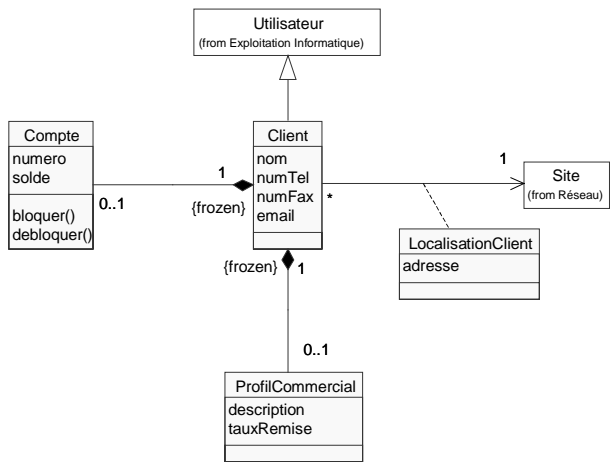 Utilisateur
(from Exploitation Informatique)
Compte
numero
solde
bloquer()
debloquer()
0..1
1
{frozen}
Client
nom
numTel
numFax
email
*
1
Site
(from Réseau)
LocalisationClient
adresse
{frozen}
1
0..1
ProfilCommercial
description
tauxRemise